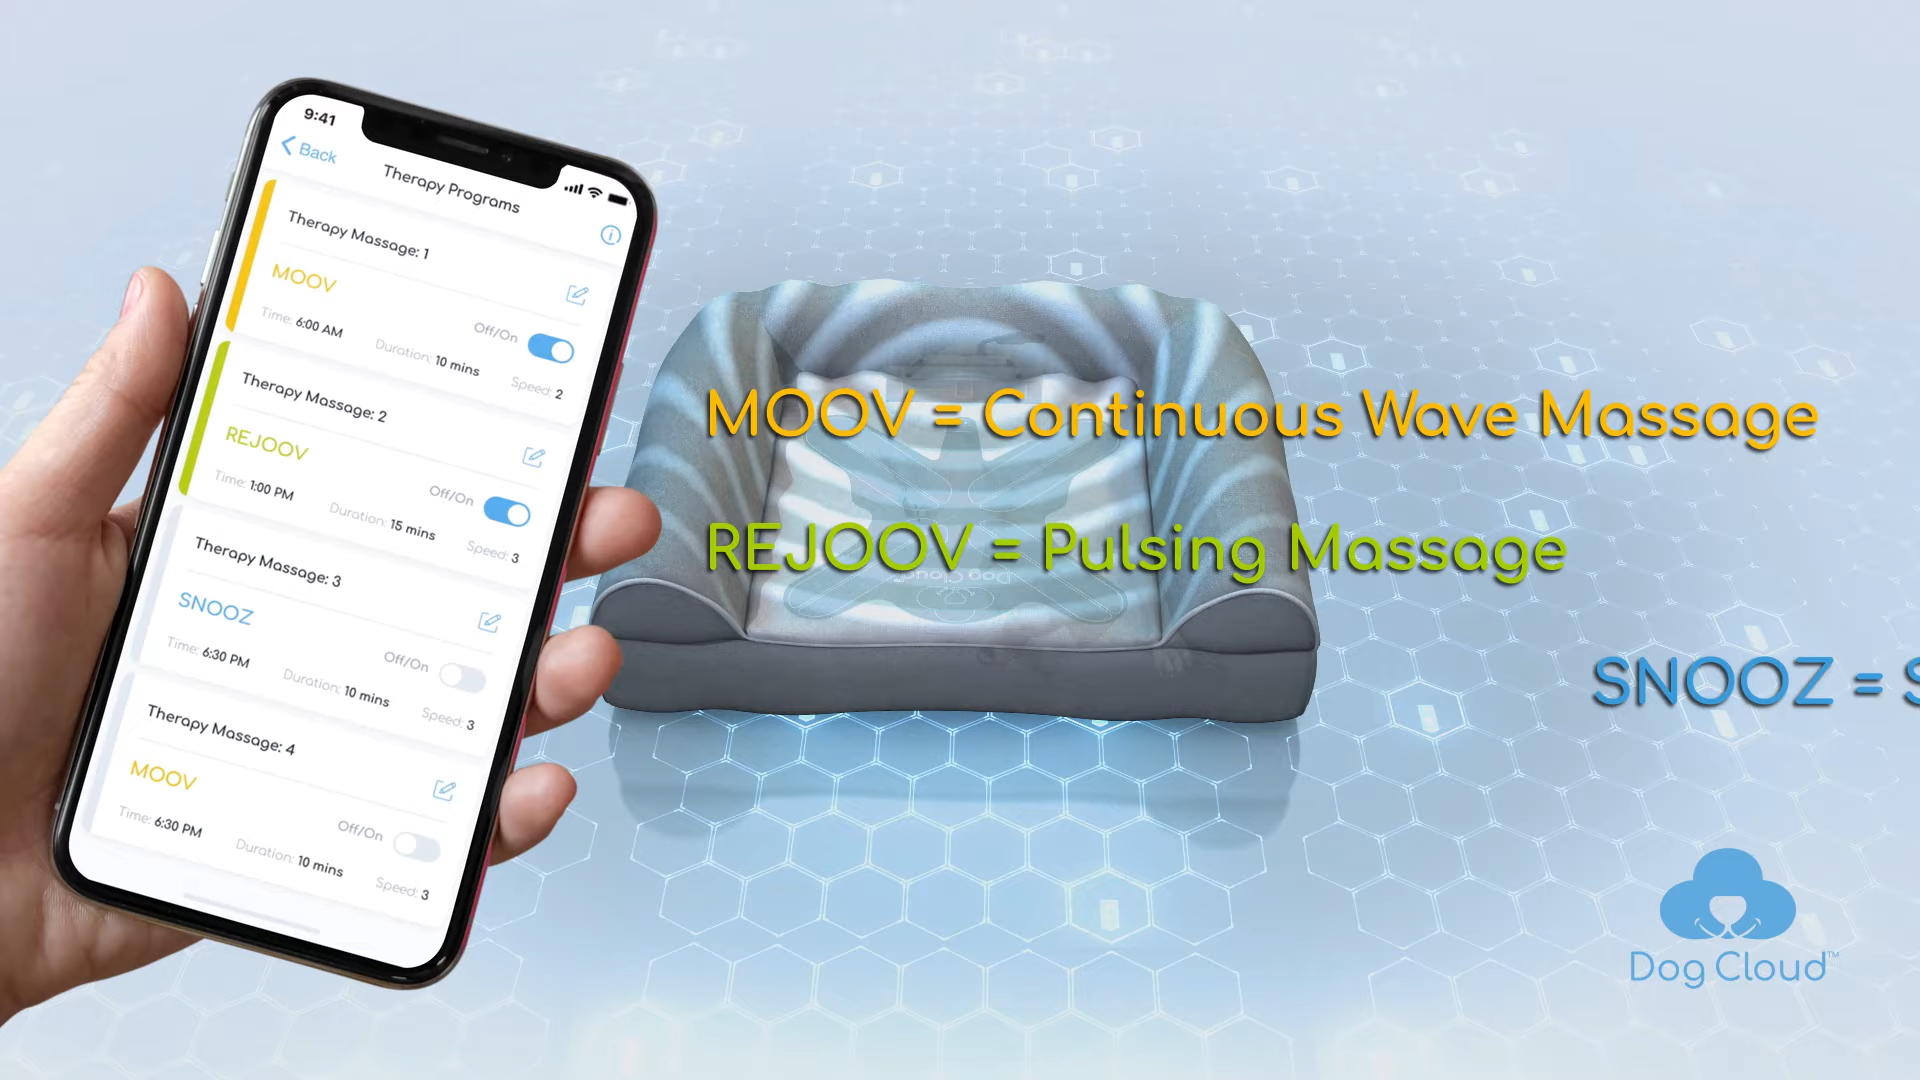 9:41
Back
Therapy Programs
Therapy Massage: 1
MOOV
Off/On
Time: 6:00 AM
Duration: 10 mins
Speed: 2
Therapy Massage: 2
REJOOV
Off/On
Time: 1:00 PM
Duration: 15 mins
Speed: 3
Therapy Massage: 3
SNOOZ
Off/On
Time: 6:30 PM
Duration: 10 mins
Speed: 3
Therapy Massage: 4
MOOV
Off/On
Time: 6:30 PM
Duration: 10 mins
Speed: 3
MOOV = Continuous Wave Massage
REJOOV = Pulsing Massage
SNOOZ = S
Dog Cloud
Dog Cloud™